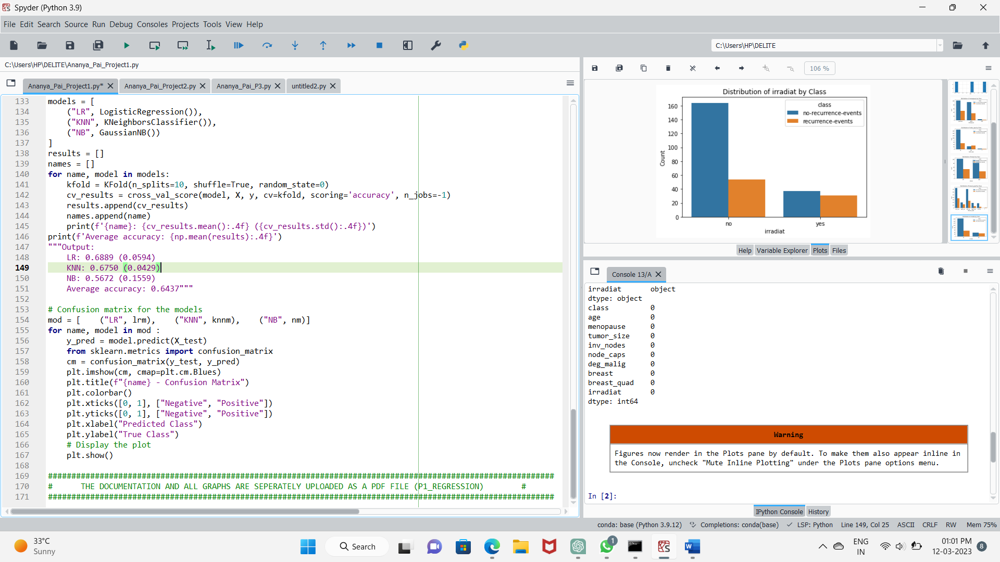 Spyder (Python 3.9)
File Edit Search Source Run Debug Consoles Projects Tools View Help
C:\Users\HP\DELITE
C:\Users\HP\DELITE\Ananya_Pai_Project1.py
Ananya_Pai_Project1.py* Ananya_Pai_Project2.py Ananya_Pai_P3.py untitled2.py
133 models = [
134     ("LR", LogisticRegression()),
135     ("KNN", KNeighborsClassifier()),
136     ("NB", GaussianNB())
137 ]
138 results = []
139 names = []
140 for name, model in models:
141     kfold = KFold(n_splits=10, shuffle=True, random_state=0)
142     cv_results = cross_val_score(model, X, y, cv=kfold, scoring='accuracy', n_jobs=-1)
143     results.append(cv_results)
144     names.append(name)
145     print(f'{name}: {cv_results.mean():.4f} ({cv_results.std():.4f})')
146 print(f'Average accuracy: {np.mean(results):.4f}')
147 """Output:
148     LR: 0.6889 (0.0594)
149     KNN: 0.6750 (0.0429)
150     NB: 0.5672 (0.1559)
151     Average accuracy: 0.6437"""
152
153 # Confusion matrix for the models
154 mod = [    ("LR", lrm),    ("KNN", knnm),    ("NB", nm)]
155 for name, model in mod :
156     y_pred = model.predict(X_test)
157     from sklearn.metrics import confusion_matrix
158     cm = confusion_matrix(y_test, y_pred)
159     plt.imshow(cm, cmap=plt.cm.Blues)
160     plt.title(f"{name} - Confusion Matrix")
161     plt.colorbar()
162     plt.xticks([0, 1], ["Negative", "Positive"])
163     plt.yticks([0, 1], ["Negative", "Positive"])
164     plt.xlabel("Predicted Class")
165     plt.ylabel("True Class")
166     # Display the plot
167     plt.show()
168
169 ############################################################################################################
170 #      THE DOCUMENTATION AND ALL GRAPHS ARE SEPERATELY UPLOADED AS A PDF FILE (P1_REGRESSION)        #
171 ############################################################################################################
106 %
Distribution of irradiat by Class
class
no-recurrence-events
recurrence-events
160
140
120
100
80
60
40
20
0
Count
no yes
irradiat
Help Variable Explorer Plots Files
Console 13/A
irradiat       object
dtype: object
class          0
age            0
menopause      0
tumor_size     0
inv_nodes      0
node_caps      0
deg_malig      0
breast         0
breast_quad    0
irradiat       0
dtype: int64
Warning
Figures now render in the Plots pane by default. To make them also appear inline in
the Console, uncheck "Mute Inline Plotting" under the Plots pane options menu.
In [2]:
IPython Console History
conda: base (Python 3.9.12) Completions: conda(base) LSP: Python Line 149, Col 25 ASCII CRLF RW Mem 75%
33°C
Sunny
Search
1
ENG
IN
01:01 PM
12-03-2023
8